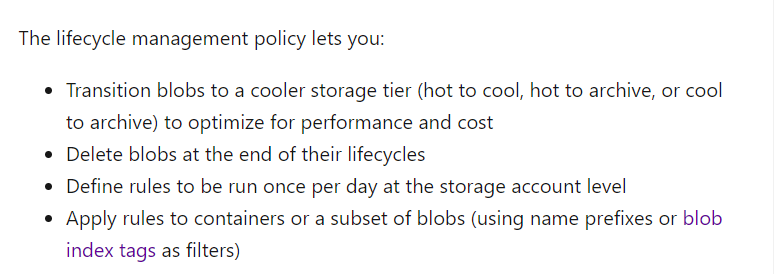 The lifecycle management policy lets you:
• Transition blobs to a cooler storage tier (hot to cool, hot to archive, or cool
to archive) to optimize for performance and cost
• Delete blobs at the end of their lifecycles
• Define rules to be run once per day at the storage account level
• Apply rules to containers or a subset of blobs (using name prefixes or blob
index tags as filters)